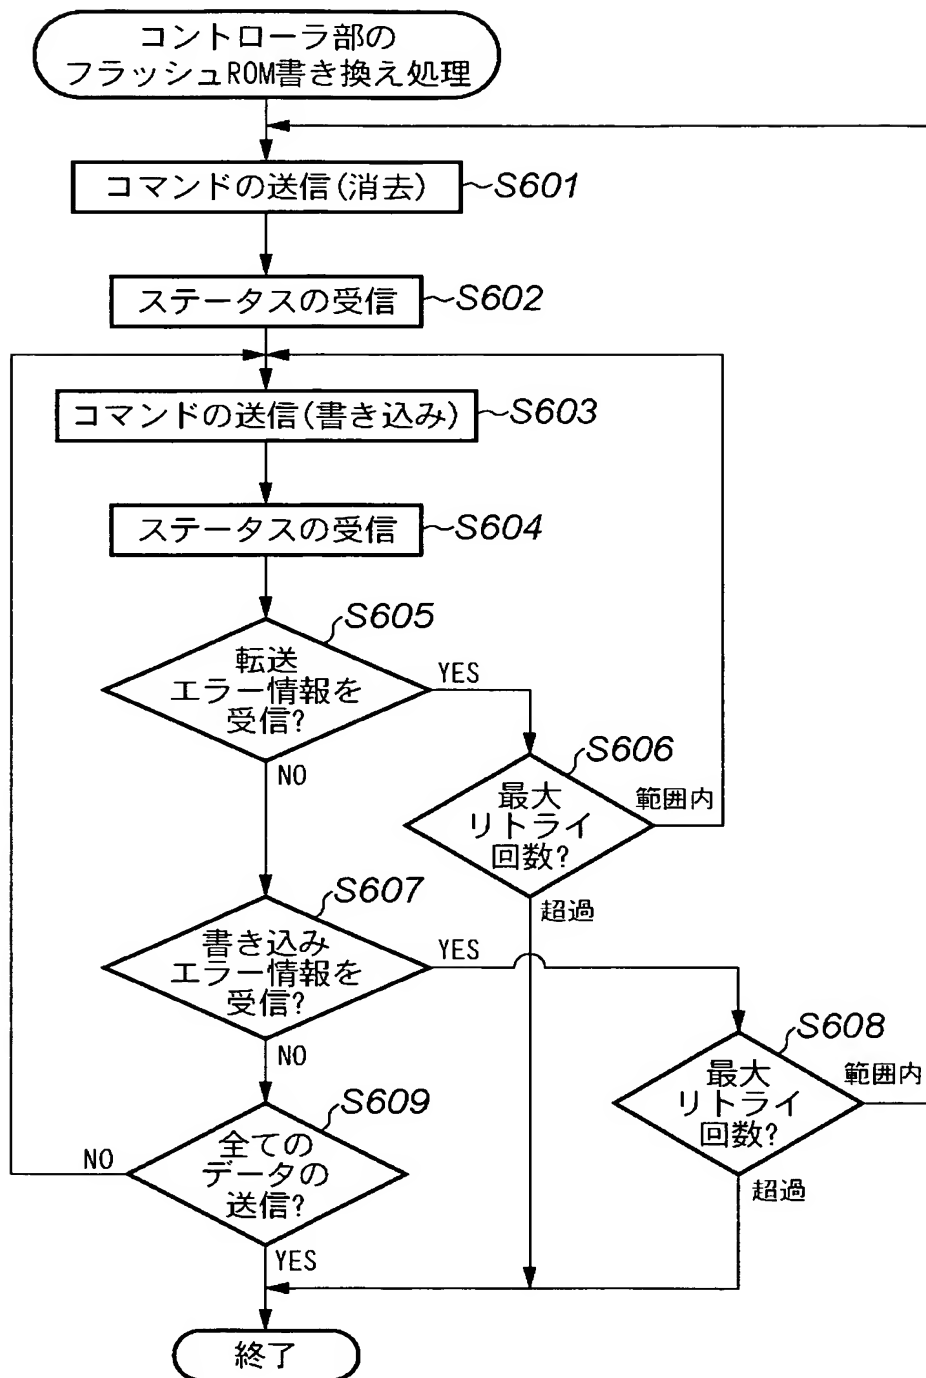 コントローラ部の
フラッシュROM書き換え処理
コマンドの送信(消去)
S601
ステータスの受信
S602
コマンドの送信(書き込み)
S603
ステータスの受信
S604
S605
転送
エラー情報を
受信?
YES
NO
S606
最大
リトライ
回数?
範囲内
超過
S607
書き込み
エラー情報を
受信?
YES
NO
S608
最大
リトライ
回数?
範囲内
超過
S609
全ての
データの
送信?
NO
YES
終了